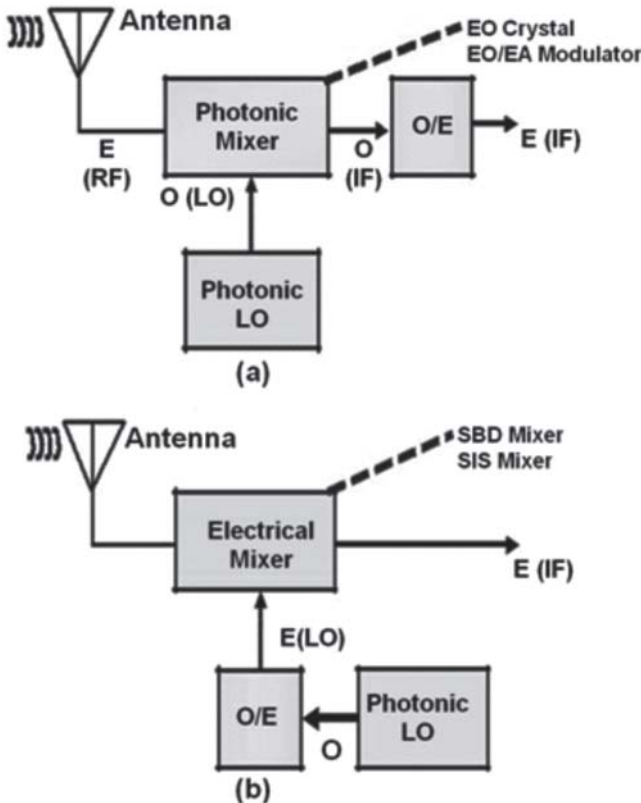 Antenna
EO Crystal
EO/EA Modulator
Photonic
Mixer
O/E
E
(RF)
O
(IF)
E (IF)
O (LO)
Photonic
LO
(a)
Antenna
SBD Mixer
SIS Mixer
Electrical
Mixer
E (IF)
E(LO)
O/E
O
Photonic
LO
(b)